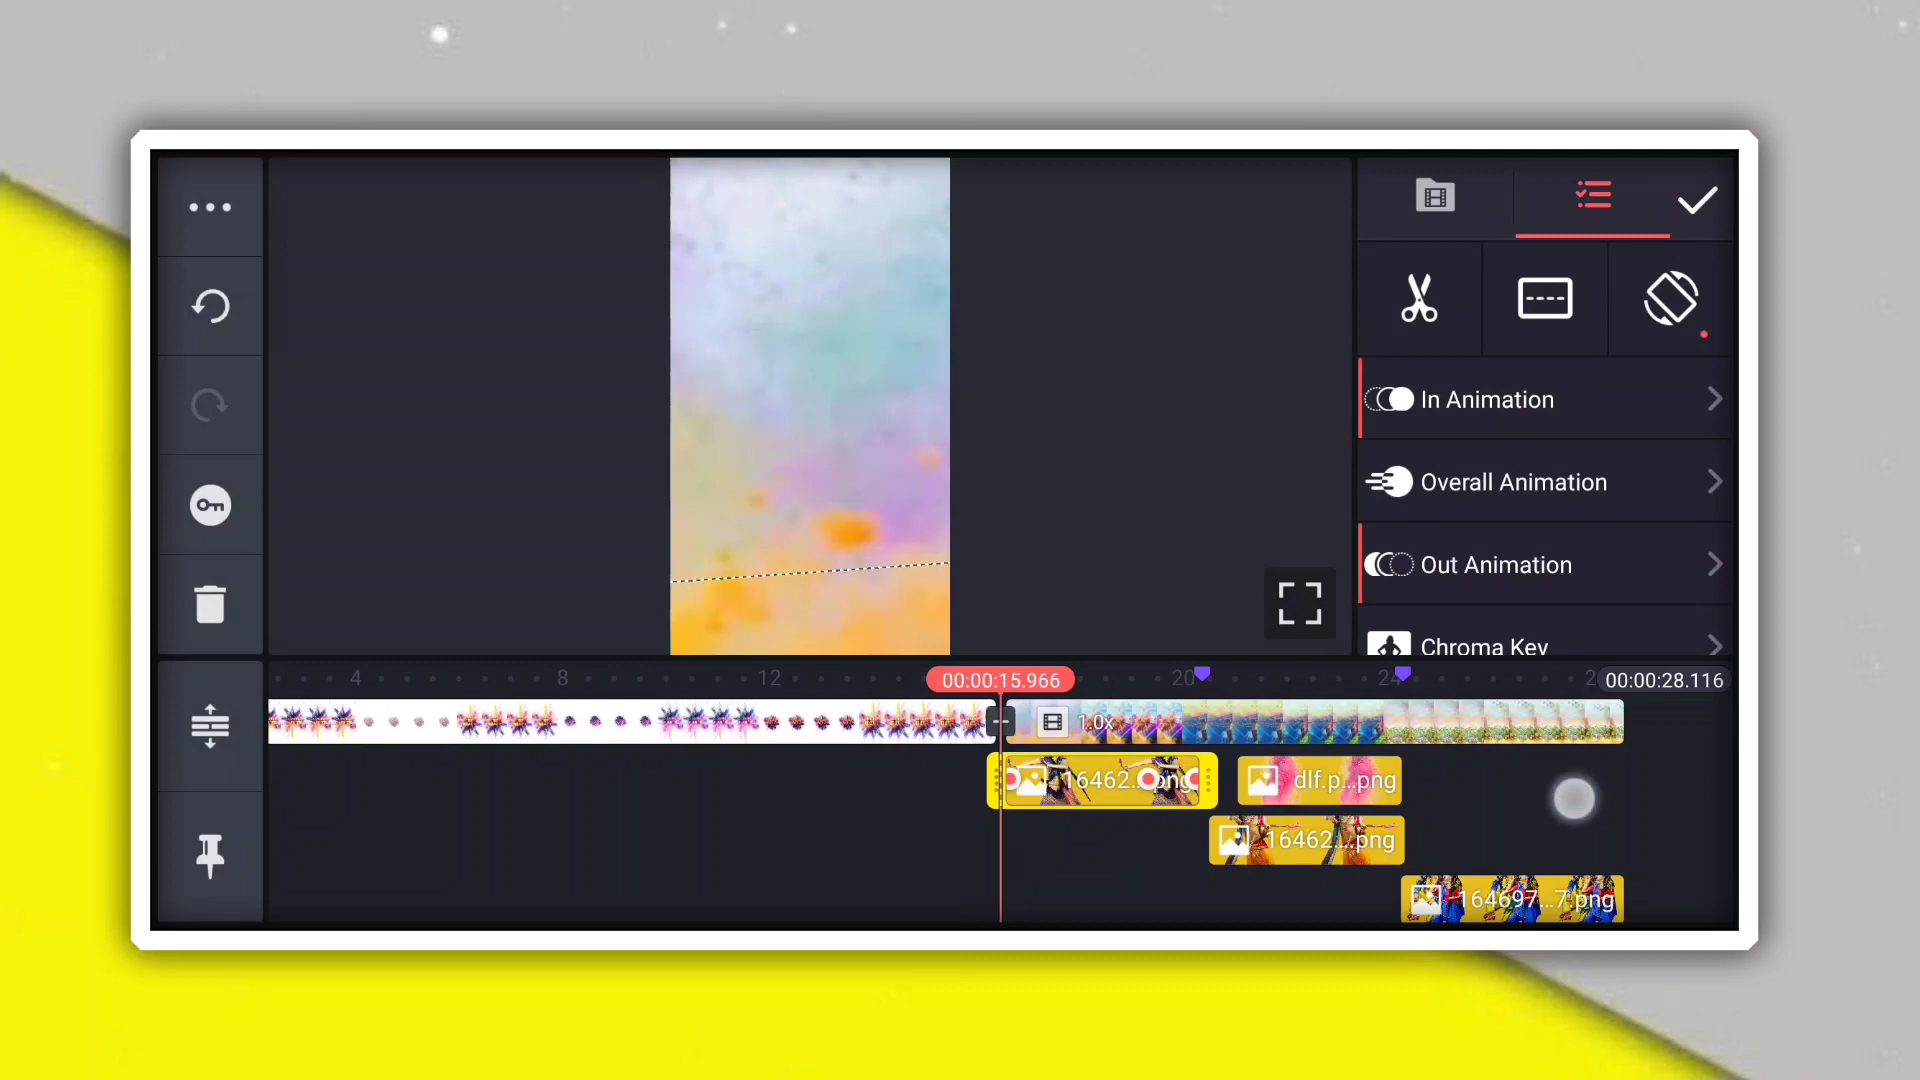 In Animation
Overall Animation
Out Animation
Chroma Key
4
8
12
00:00:15.966
20
24
2
00:00:28.116
1.0x
16462...png
dlf.p...png
16462....png
164697...7.png